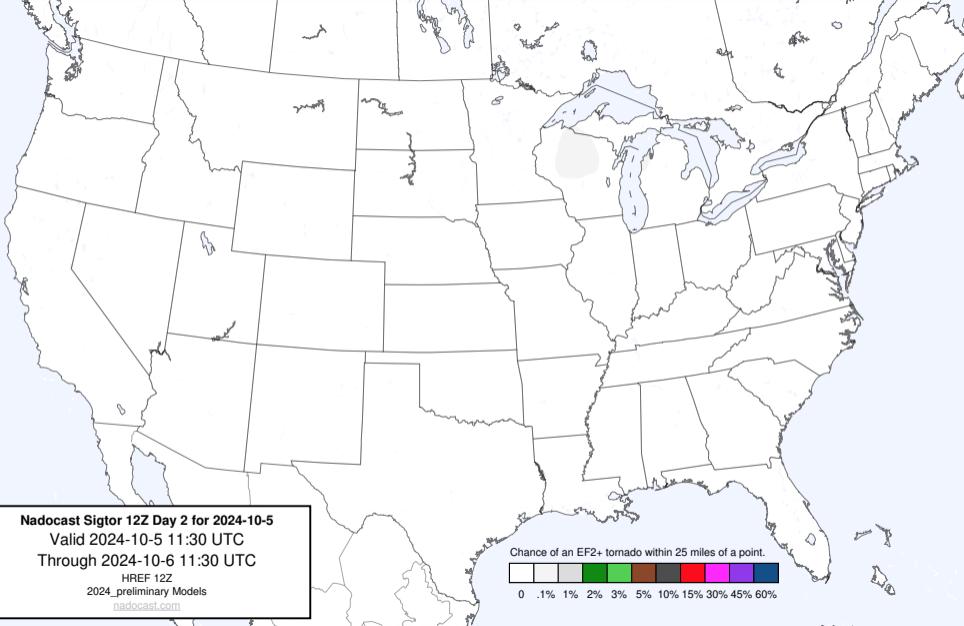 Nadocast Sigtor 12Z Day 2 for 2024-10-5
Valid 2024-10-5 11:30 UTC
Through 2024-10-6 11:30 UTC
HREF 12Z
2024_preliminary Models
nadocast.com
Chance of an EF2+ tornado within 25 miles of a point.
0 .1% 1% 2% 3% 5% 10% 15% 30% 45% 60%